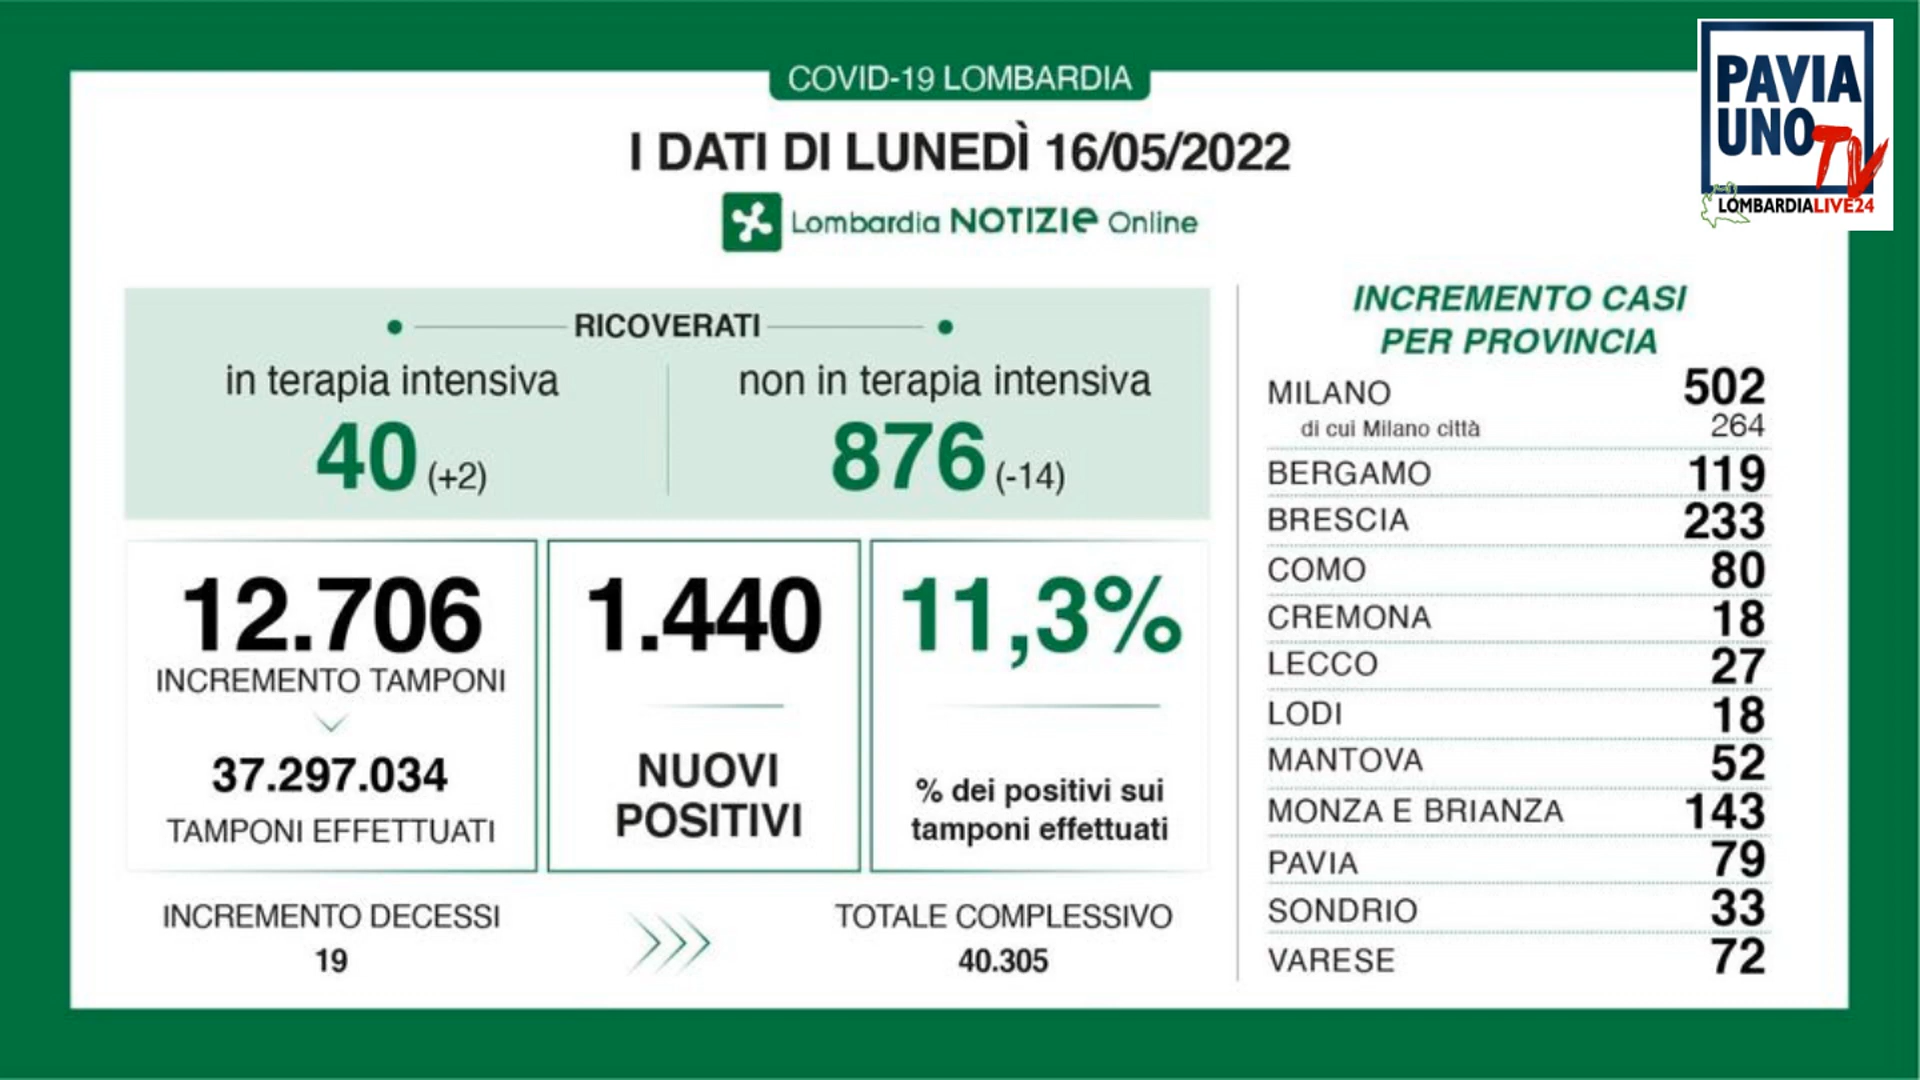 PAVIA
UNO TV
LOMBARDIALIVE24
COVID-19 LOMBARDIA
I DATI DI LUNEDÌ 16/05/2022
Lombardia NOTIZIe Online
RICOVERATI
in terapia intensiva
40 (+2)
non in terapia intensiva
876 (-14)
12.706
INCREMENTO TAMPONI
37.297.034
TAMPONI EFFETTUATI
1.440
NUOVI
POSITIVI
11,3%
% dei positivi sui
tamponi effettuati
INCREMENTO DECESSI
19
TOTALE COMPLESSIVO
40.305
INCREMENTO CASI
PER PROVINCIA
MILANO 502
di cui Milano città 264
BERGAMO 119
BRESCIA 233
COMO 80
CREMONA 18
LECCO 27
LODI 18
MANTOVA 52
MONZA E BRIANZA 143
PAVIA 79
SONDRIO 33
VARESE 72